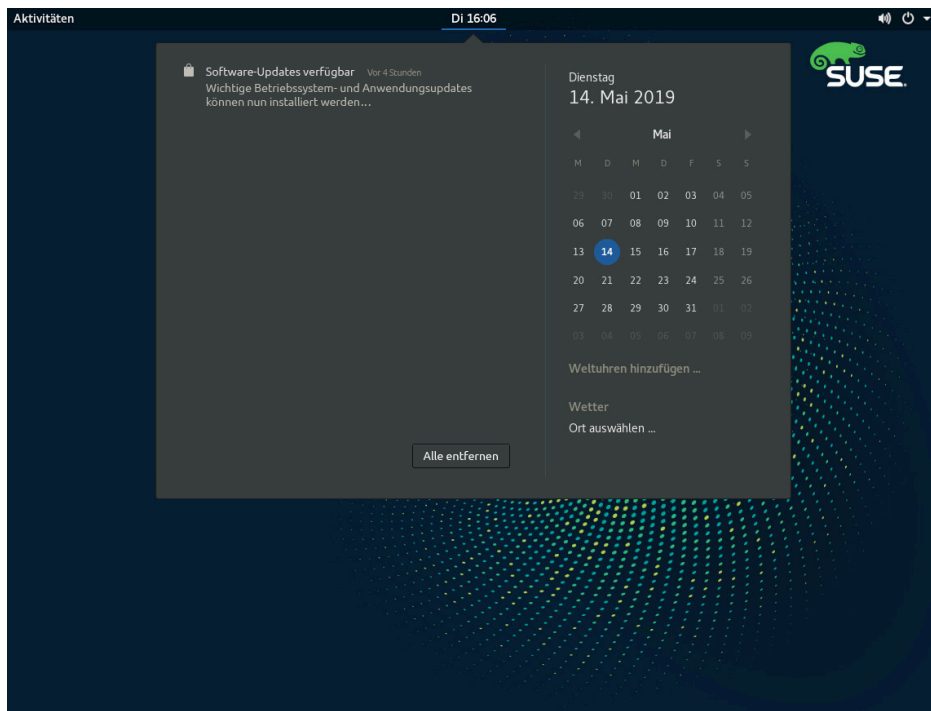 Aktivitäten
Di 16:06
SUSE.
Software-Updates verfügbar Vor 4 Stunden
Wichtige Betriebssystem- und Anwendungsupdates
können nun installiert werden…
Alle entfernen
Dienstag
14. Mai 2019
Mai
M D M D F S S
29 30 01 02 03 04 05
06 07 08 09 10 11 12
13 14 15 16 17 18 19
20 21 22 23 24 25 26
27 28 29 30 31 01 02
03 04 05 06 07 08 09
Weltuhren hinzufügen …
Wetter
Ort auswählen …